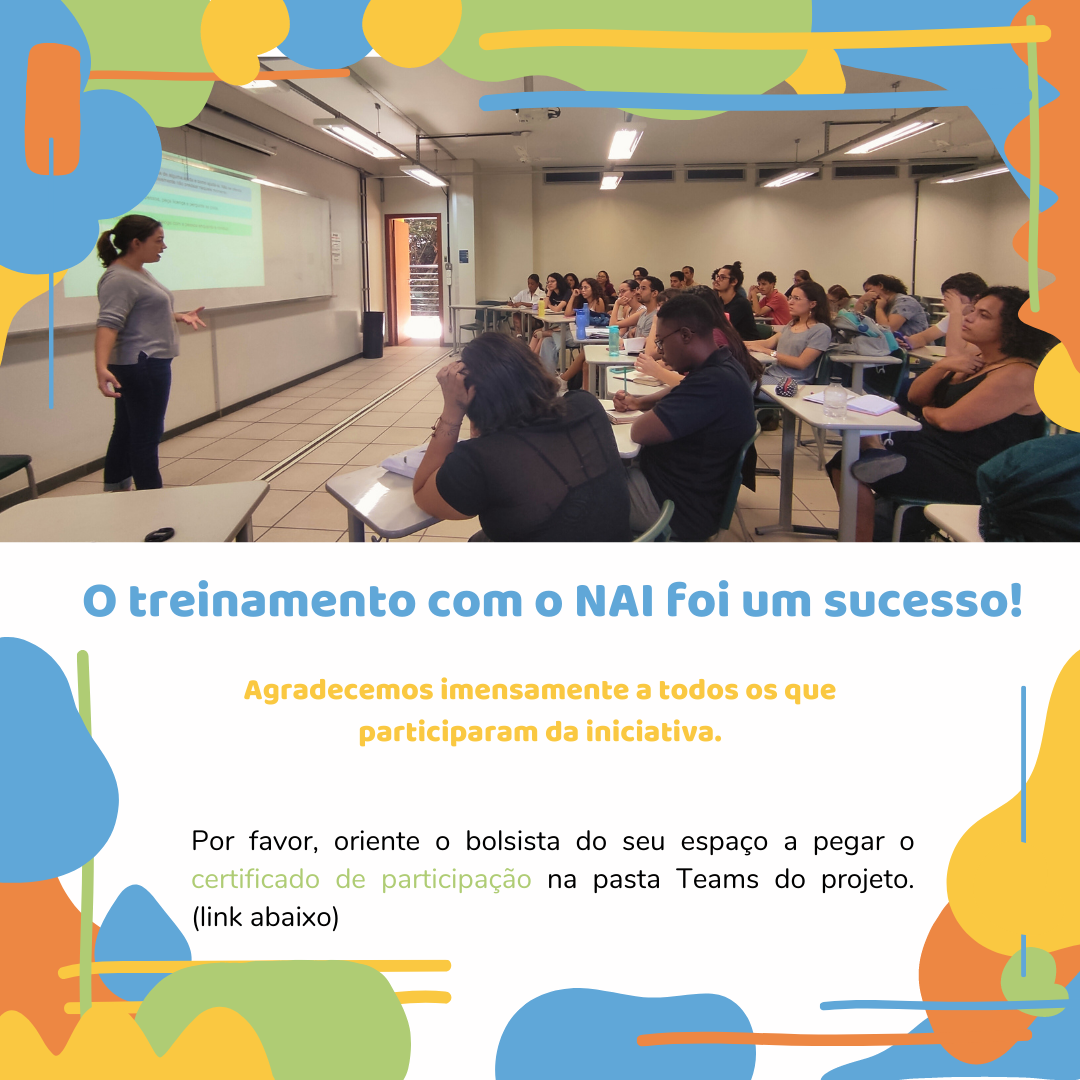 O treinamento com o NAI foi um sucesso!
Agradecemos imensamente a todos os que
participaram da iniciativa.
Por favor, oriente o bolsista do seu espaço a pegar o
certificado de participação na pasta Teams do projeto.
(link abaixo)